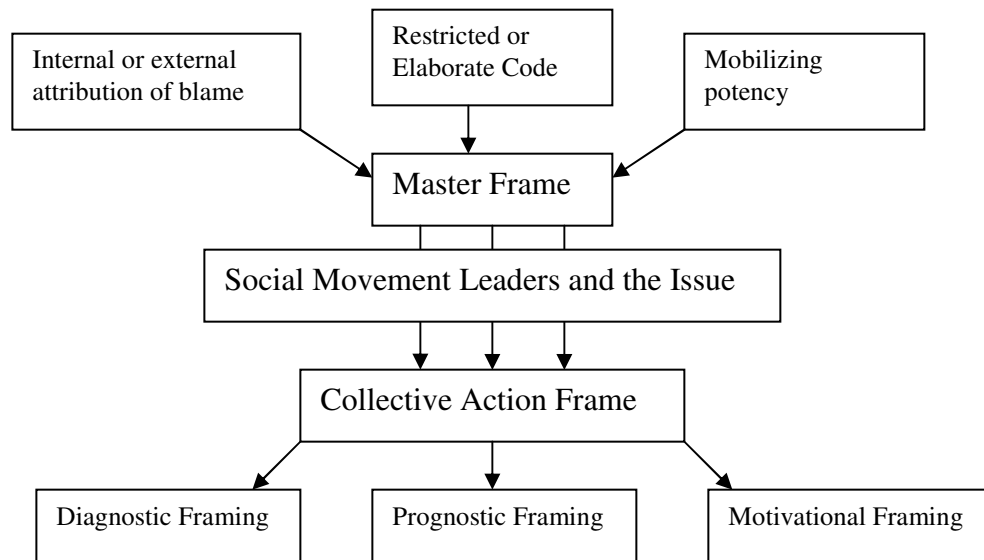 Internal or external
attribution of blame
Restricted or
Elaborate Code
Mobilizing
potency
Master Frame
Social Movement Leaders and the Issue
Collective Action Frame
Diagnostic Framing
Prognostic Framing
Motivational Framing